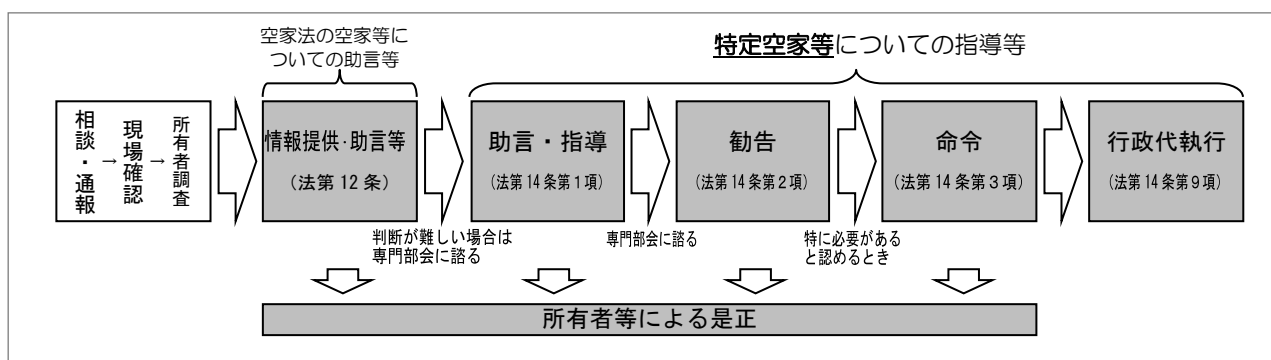 空家法の空家等に
ついての助言等
特定空家等についての指導等
相談・通報
→
現場確認
→
所有者調査
情報提供・助言等
（法第12条）
助言・指導
（法第14条第1項）
勧告
（法第14条第2項）
命令
（法第14条第3項）
行政代執行
（法第14条第9項）
判断が難しい場合は
専門部会に諮る
専門部会に諮る
特に必要がある
と認めるとき
所有者等による是正